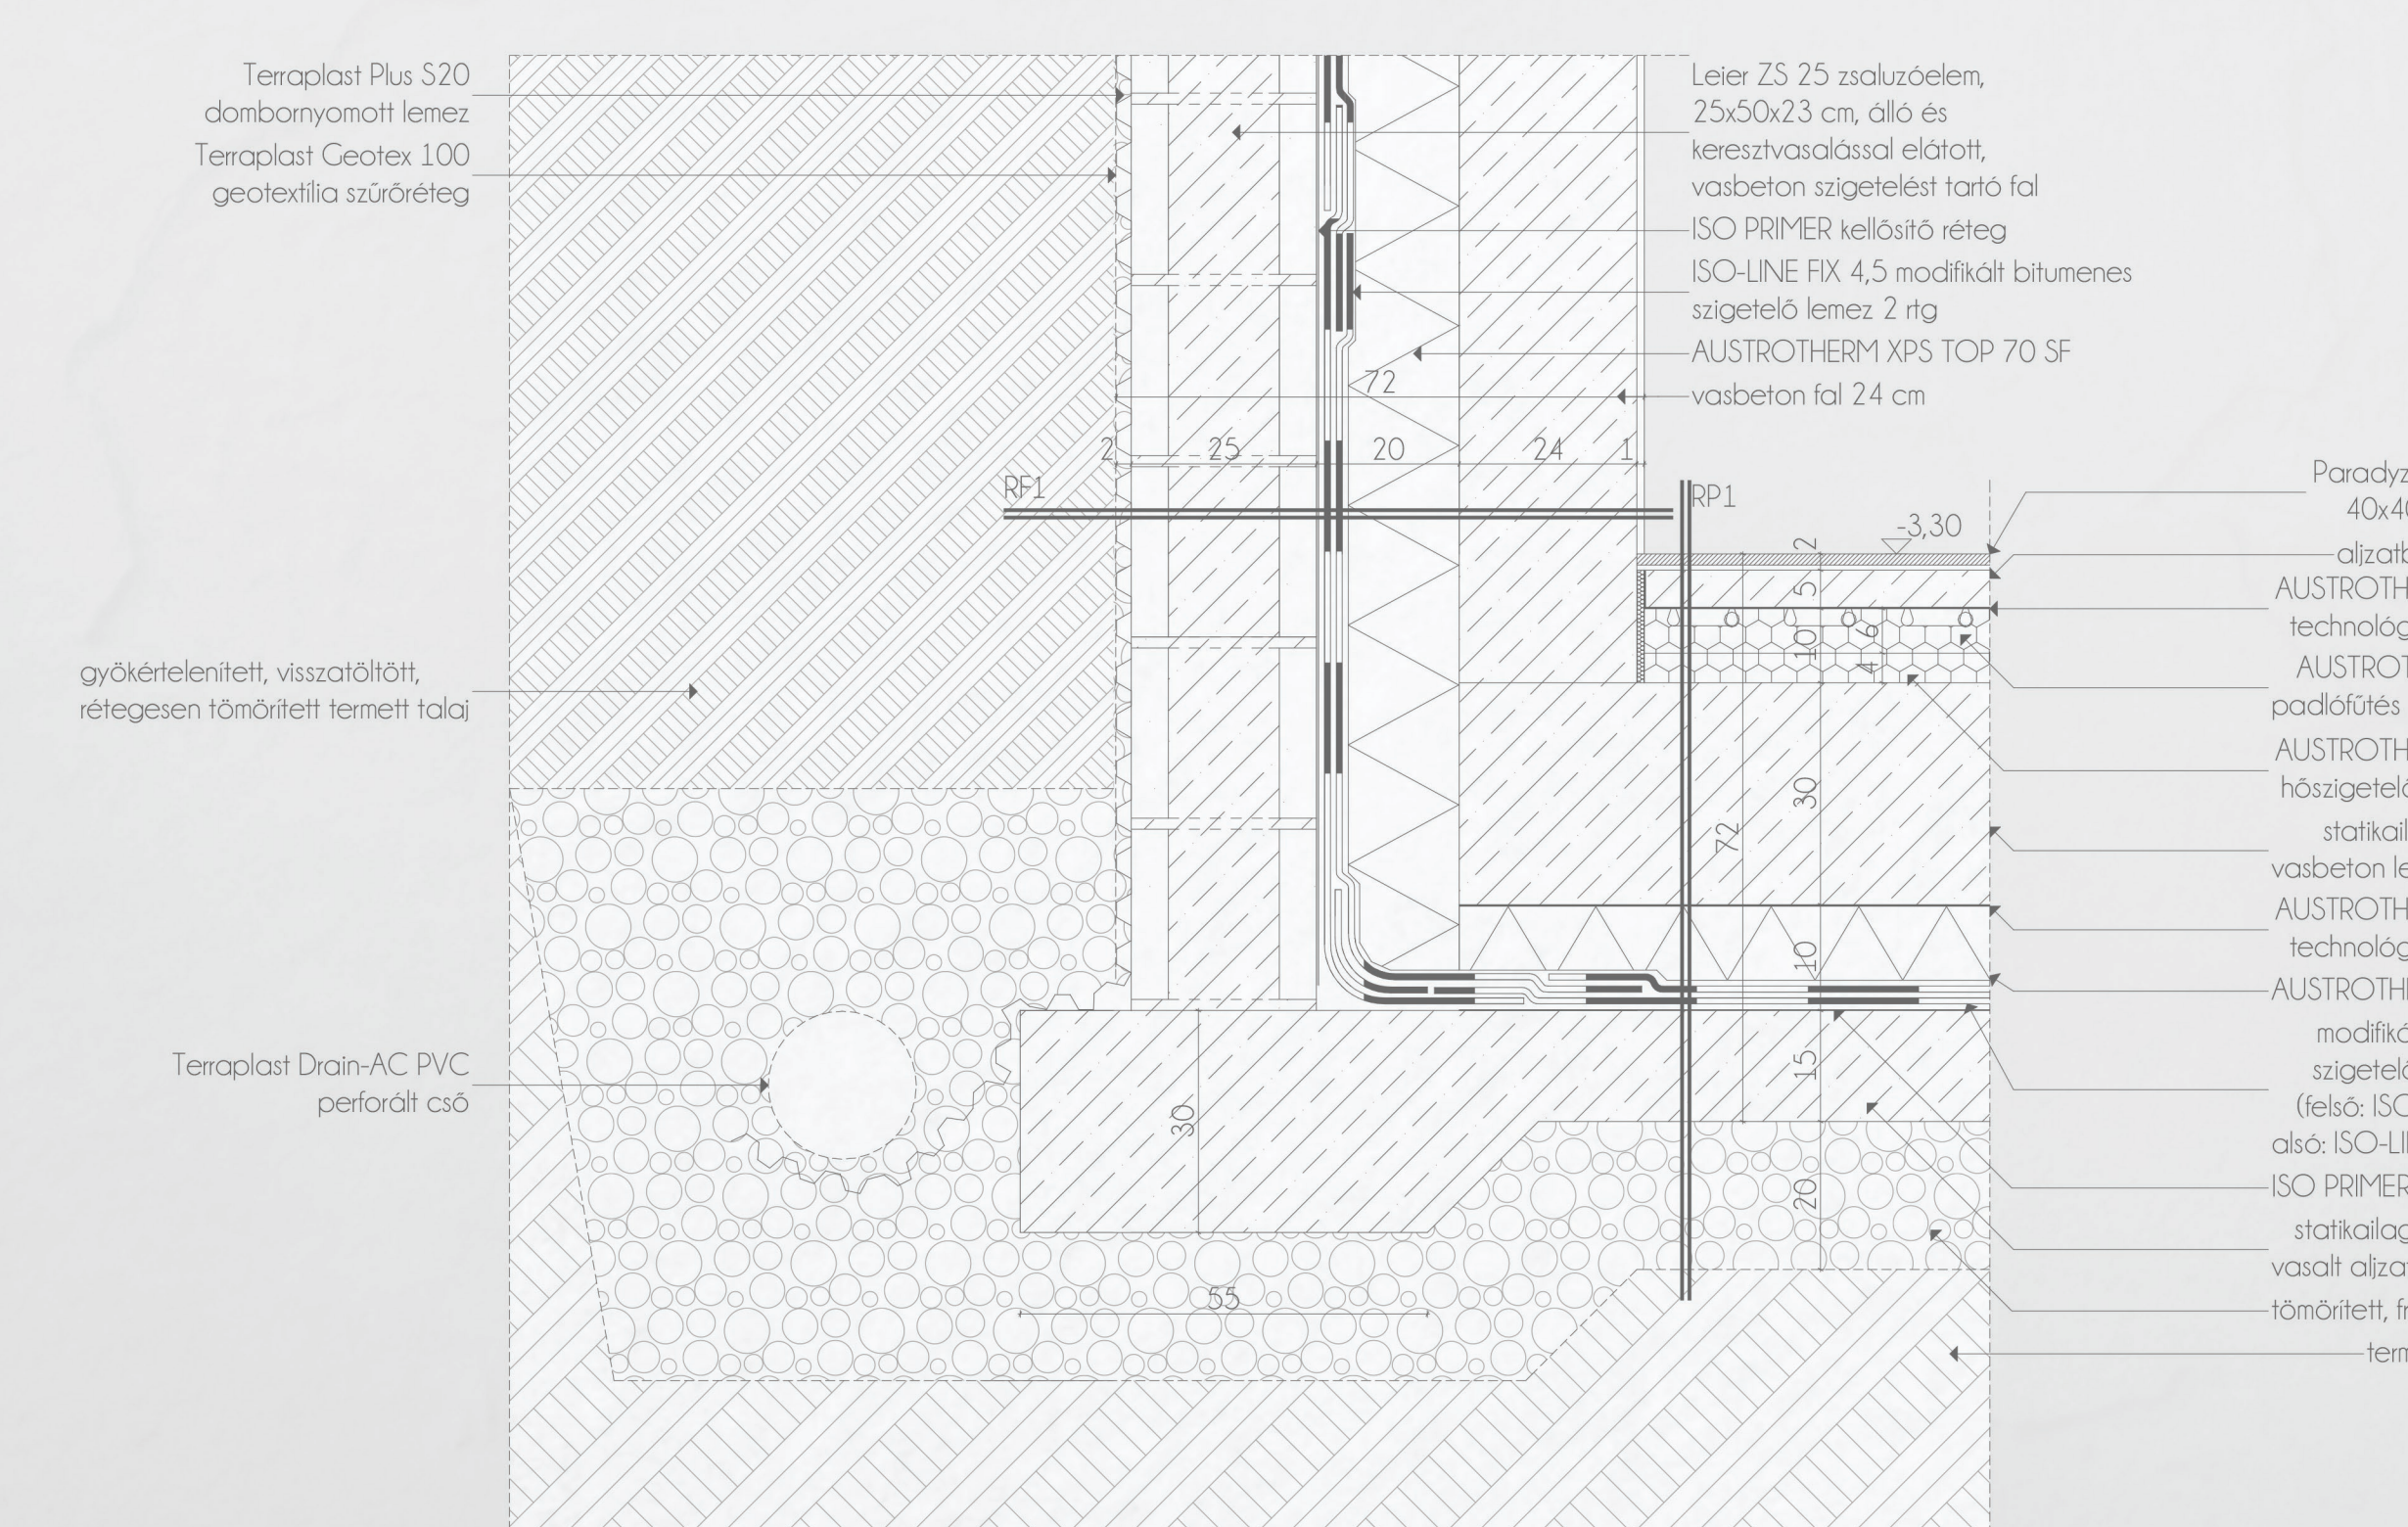 Terraplast Plus S20
dombornyomott lemez
Terraplast Geotex 100
geotextília szűrőréteg
gyökértelenített, visszatöltött,
rétegesen tömörített termett talaj
Terraplast Drain-AC PVC
perforált cső
Leier ZS 25 zsaluzóelem,
25x50x23 cm, álló és
keresztvasalással elátott,
vasbeton szigetelést tartó fal
ISO PRIMER kellősítő réteg
ISO-LINE FIX 4,5 modifikált bitumenes
szigetelő lemez 2 rtg
AUSTROTHERM XPS TOP 70 SF
vasbeton fal 24 cm
72
2 25 20 24 1
RF1
RP1
-3,30
2
5
10
6
4
30
72
10
15
20
30
55
40x40
padlófűtés
ISO PRIMER